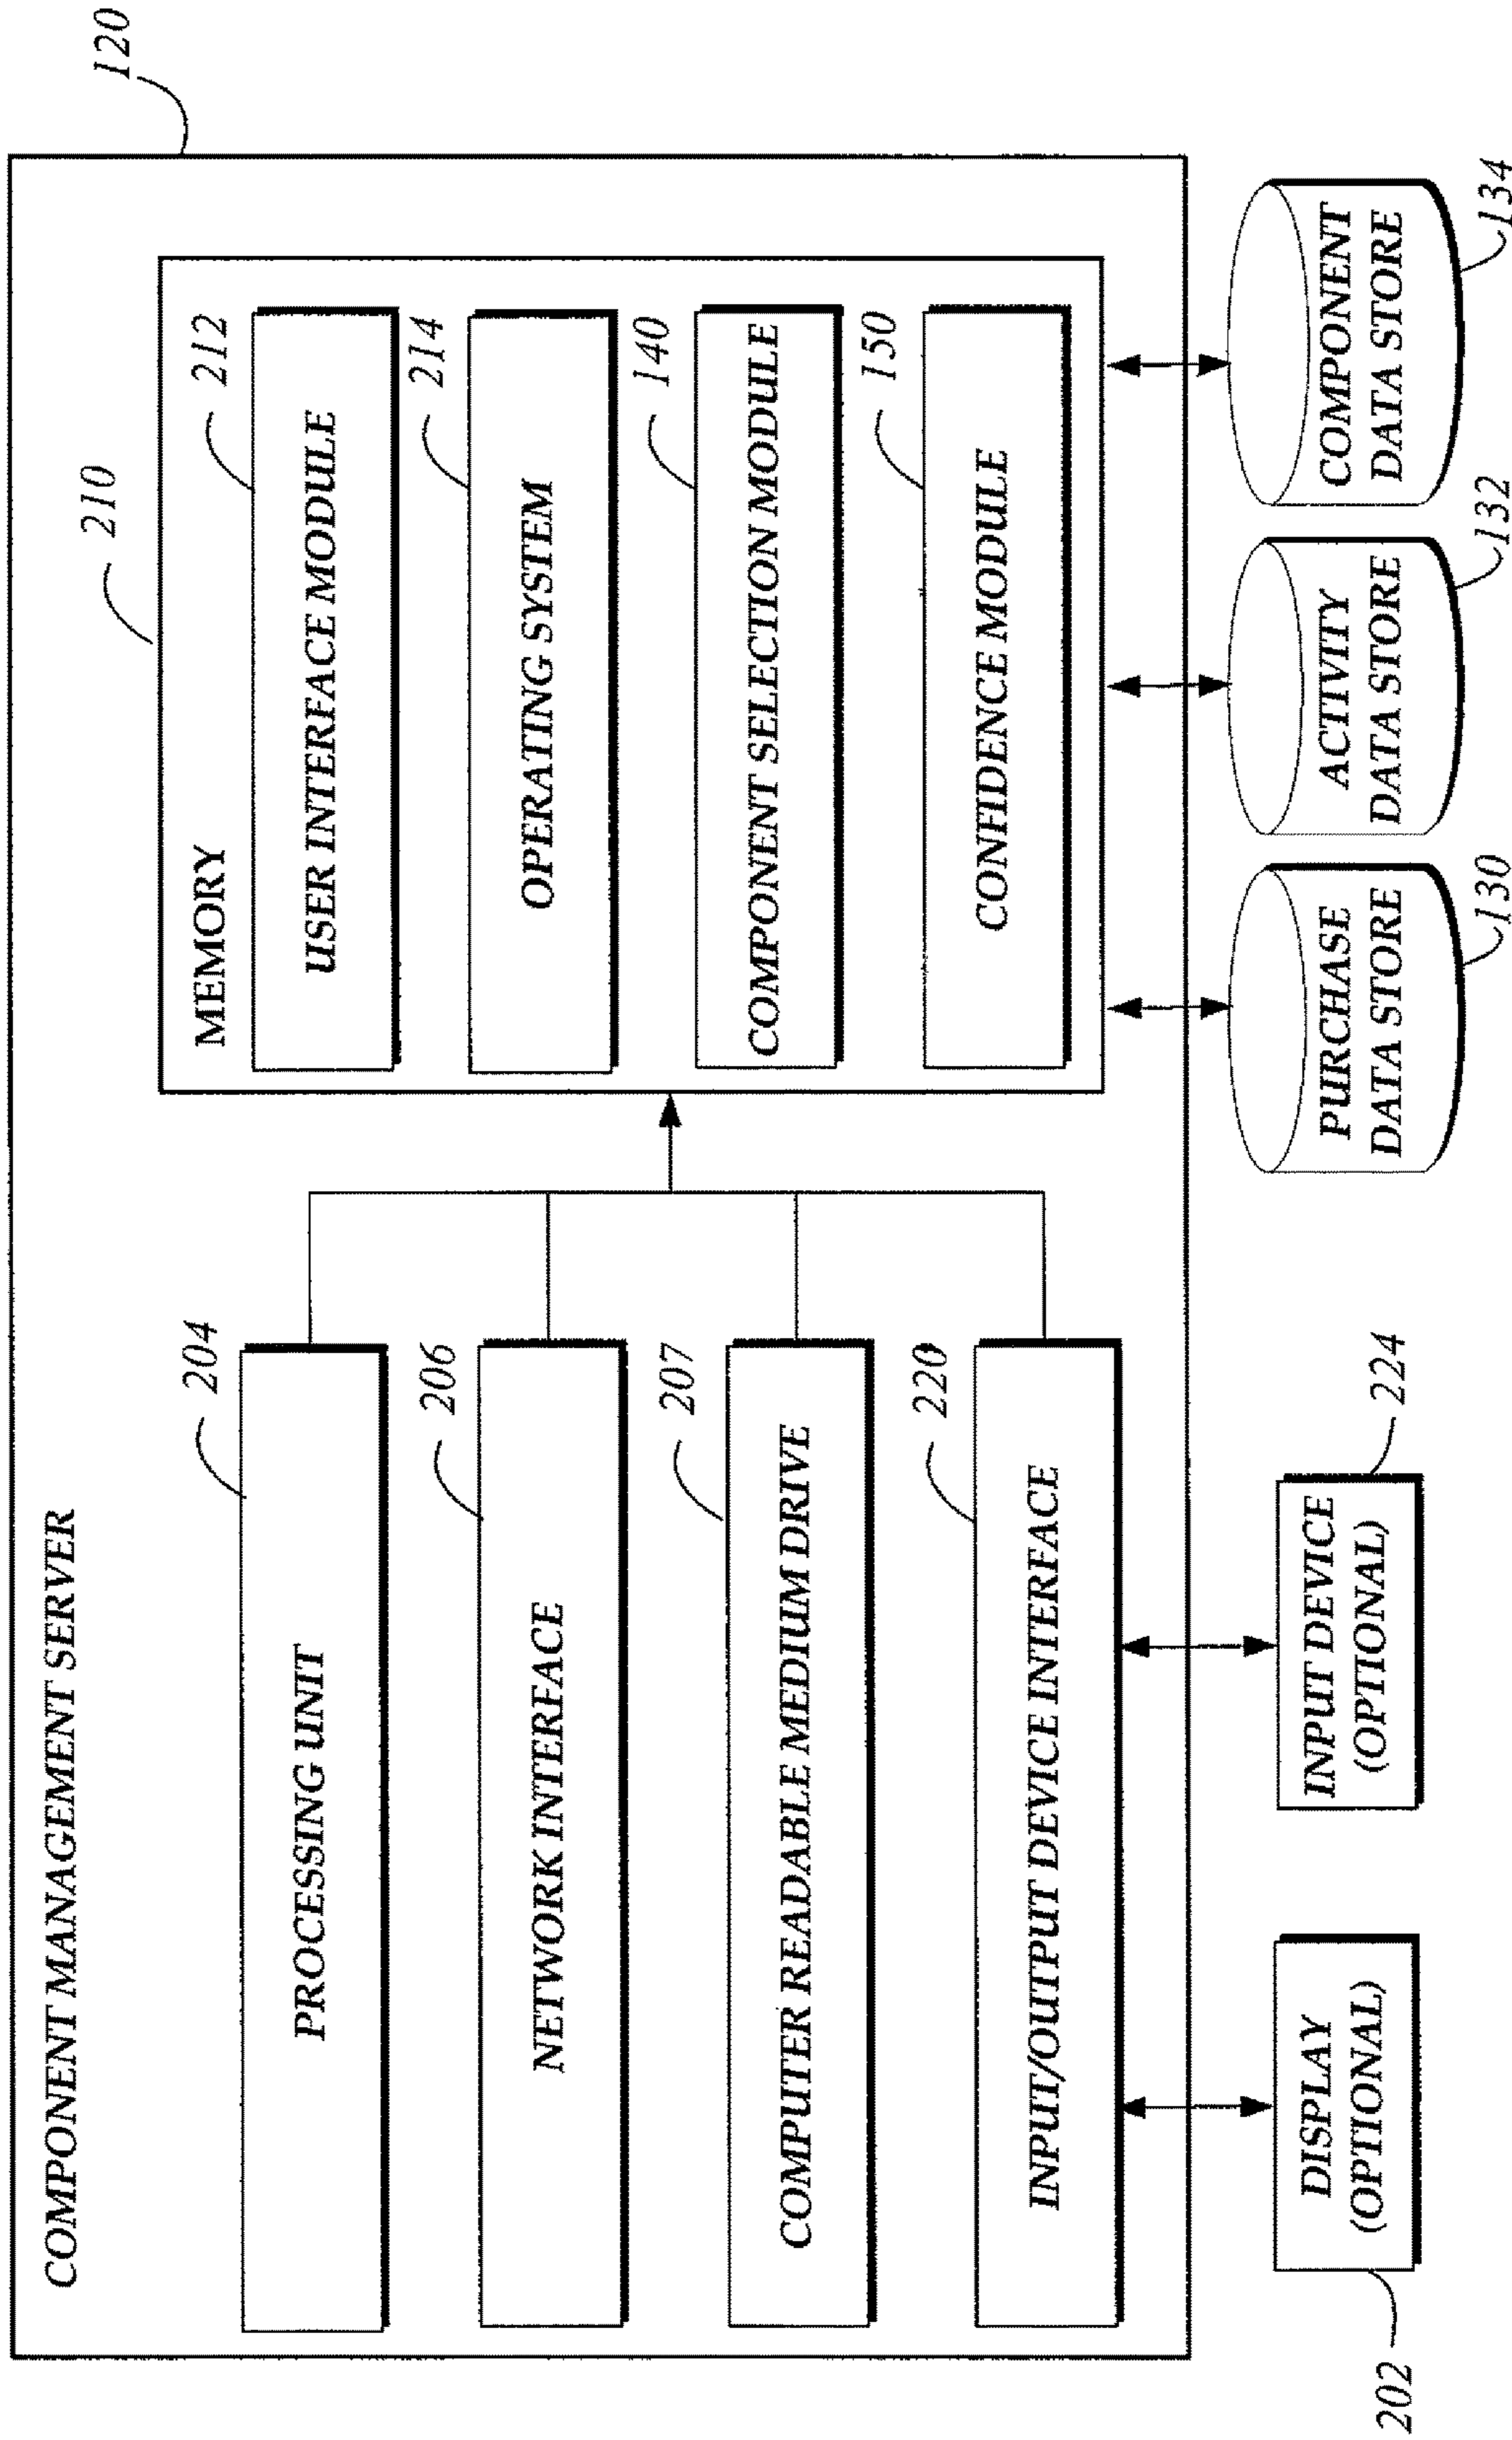 120
COMPONENT MANAGEMENT SERVER
204
PROCESSING UNIT
206
NETWORK INTERFACE
207
COMPUTER READABLE MEDIUM DRIVE
220
INPUT/OUTPUT DEVICE INTERFACE
210
MEMORY
212
USER INTERFACE MODULE
214
OPERATING SYSTEM
140
COMPONENT SELECTION MODULE
150
CONFIDENCE MODULE
202
DISPLAY
(OPTIONAL)
224
INPUT DEVICE
(OPTIONAL)
PURCHASE
DATA STORE
130
ACTIVITY
DATA STORE
132
COMPONENT
DATA STORE
134